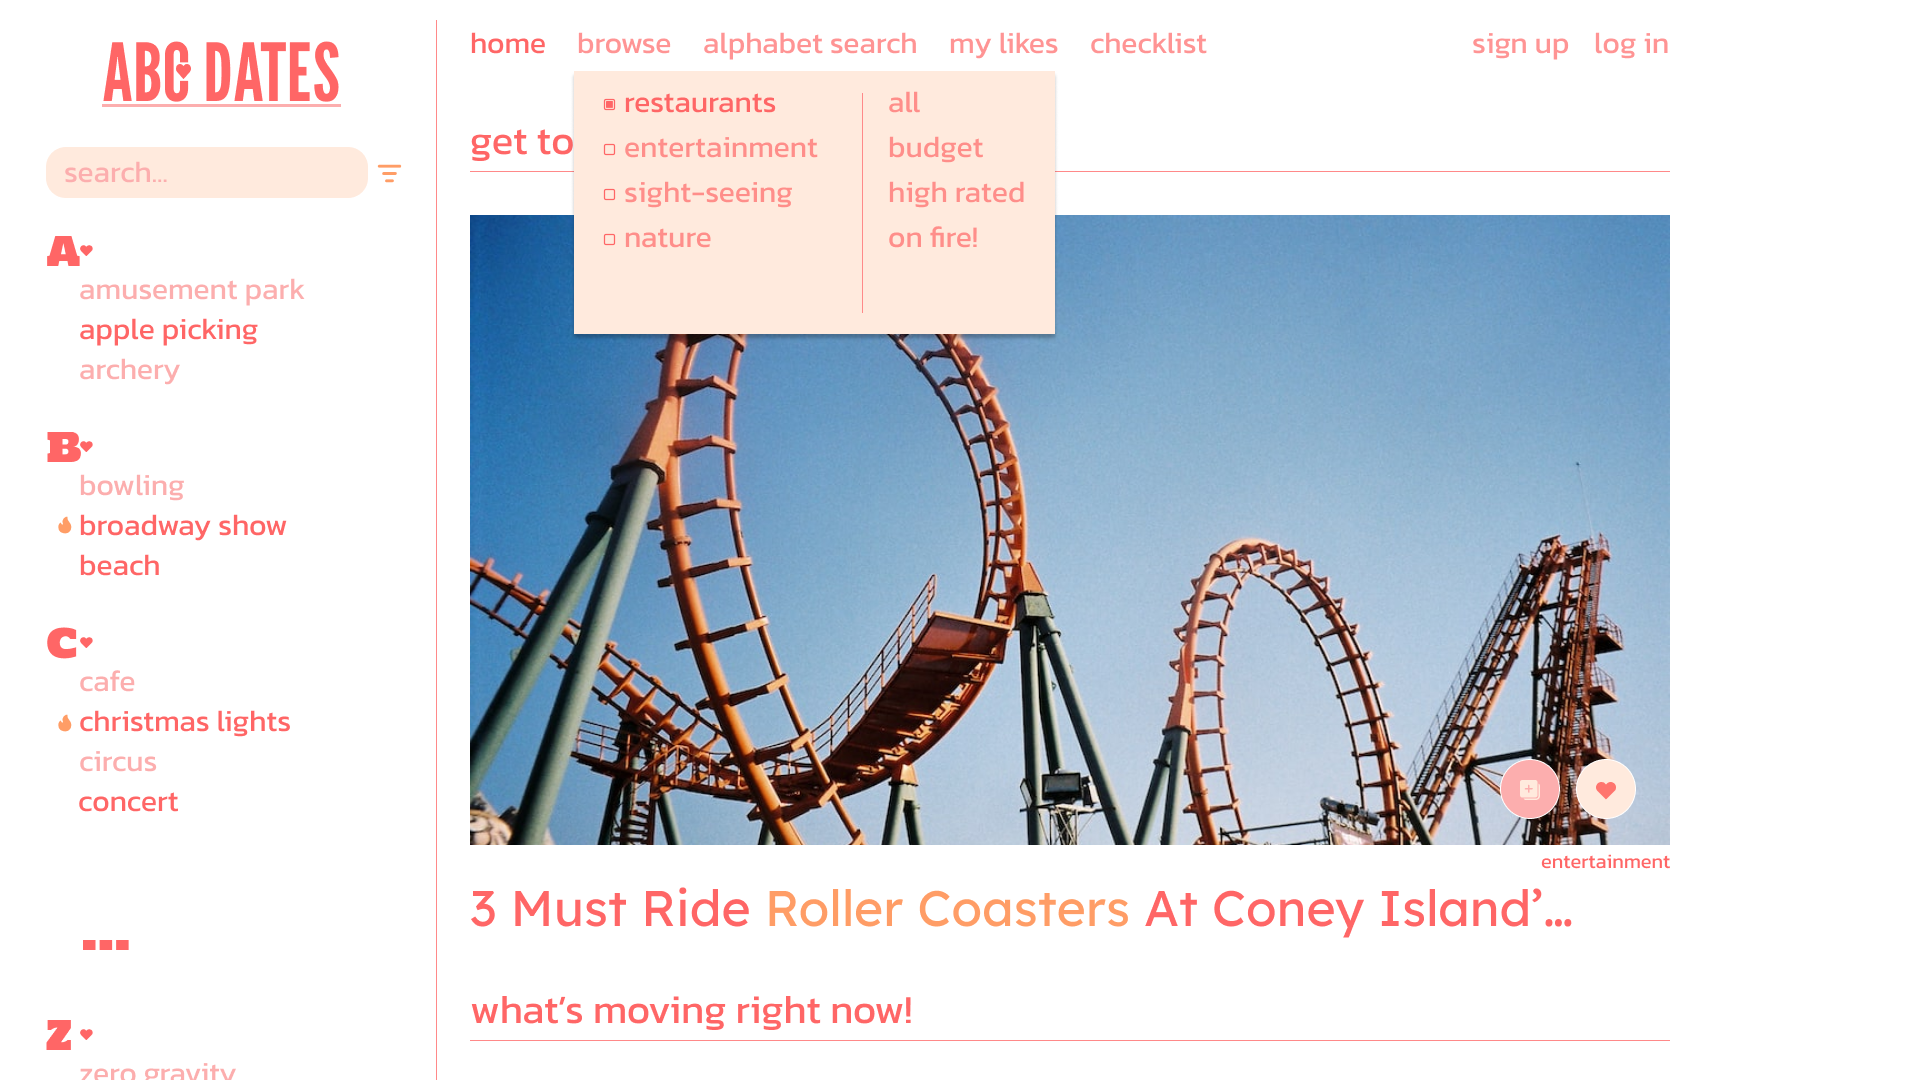 ABC DATES
search...
A
amusement park
apple picking
archery
B
bowling
broadway show
beach
C
cafe
christmas lights
circus
concert
...
Z
zero gravity
home browse alphabet search my likes checklist sign up log in
restaurants
entertainment
sight-seeing
nature
all
budget
high rated
on fire!
get to
entertainment
3 Must Ride Roller Coasters At Coney Island’...
what’s moving right now!